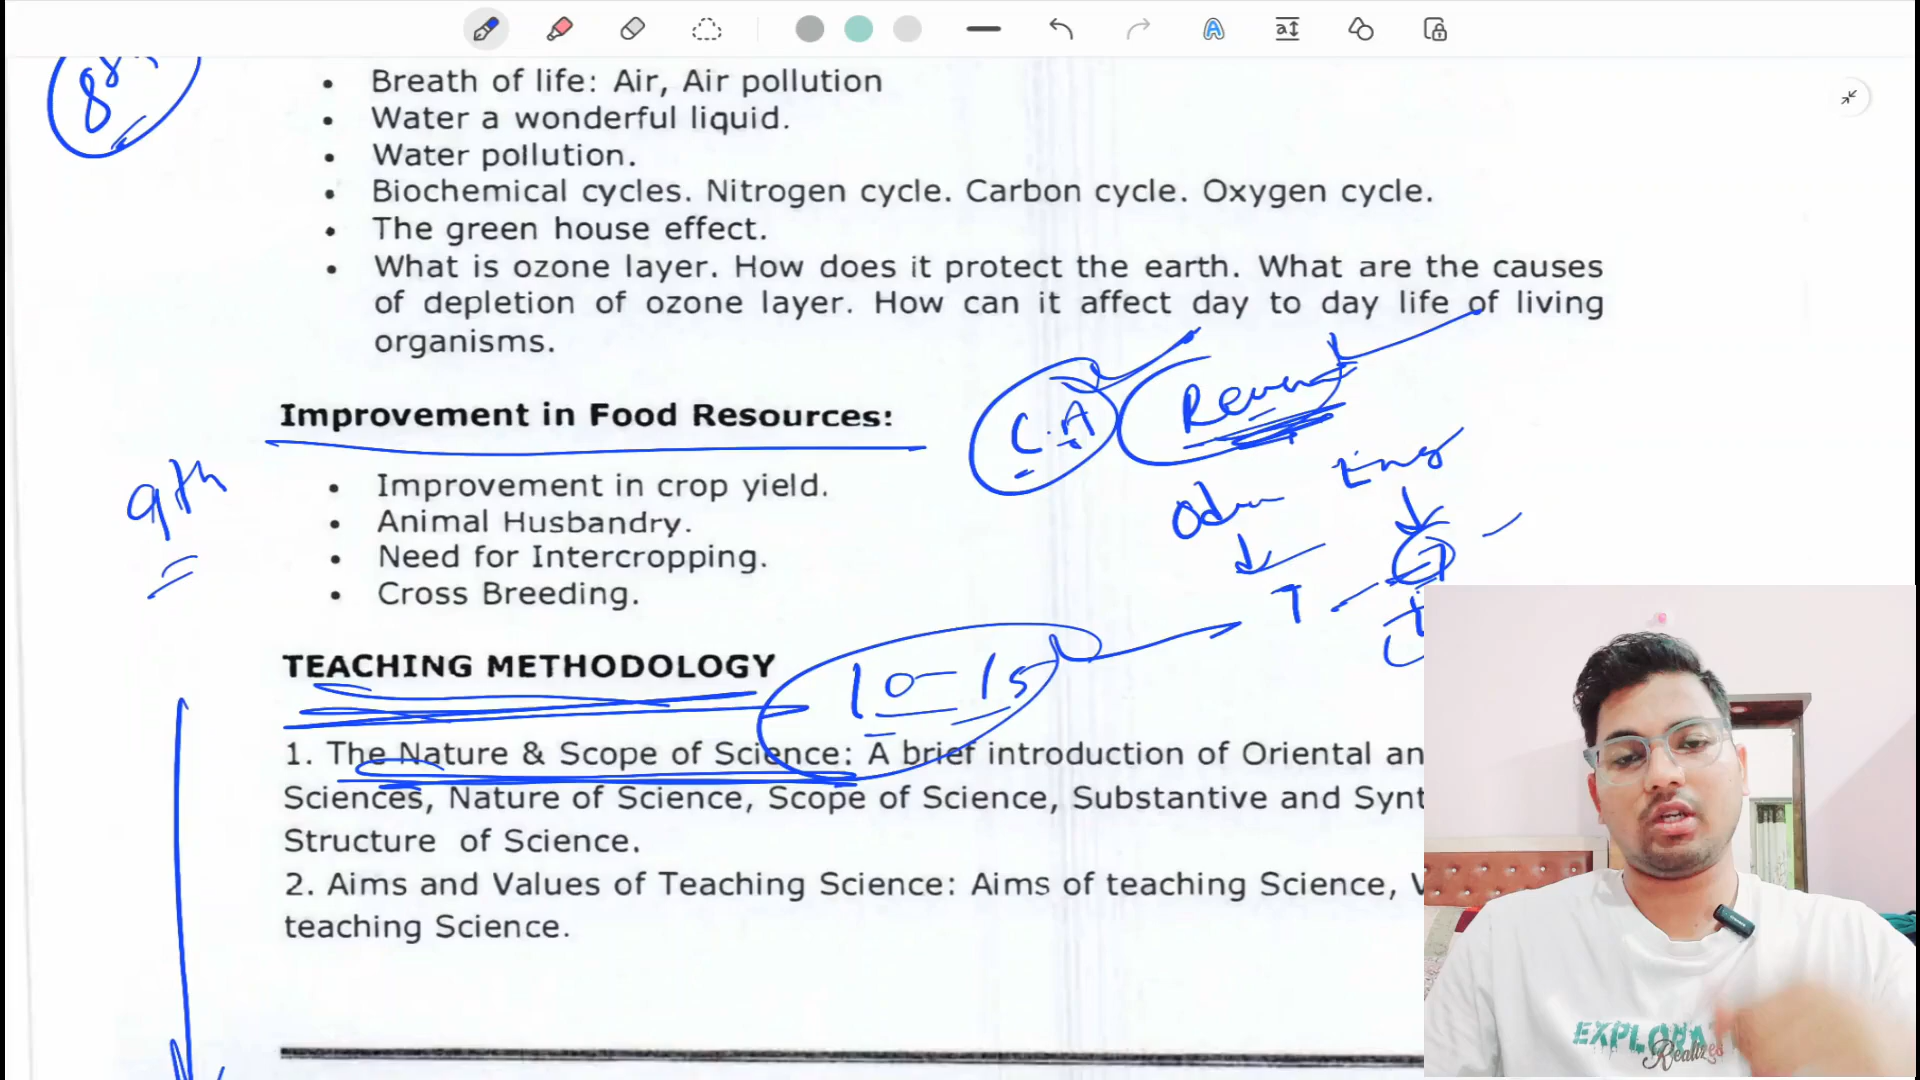 8th
• Breath of life: Air, Air pollution
• Water a wonderful liquid.
• Water pollution.
• Biochemical cycles. Nitrogen cycle. Carbon cycle. Oxygen cycle.
• The green house effect.
• What is ozone layer. How does it protect the earth. What are the causes
of depletion of ozone layer. How can it affect day to day life of living
organisms.
C.A
Improvement in Food Resources:
9th
• Improvement in crop yield.
• Animal Husbandry.
• Need for Intercropping.
• Cross Breeding.
T
TEACHING METHODOLOGY
10-15
1. The Nature & Scope of Science: A brief introduction of Oriental an
Sciences, Nature of Science, Scope of Science, Substantive and Synt
Structure of Science.
2. Aims and Values of Teaching Science: Aims of teaching Science, V
teaching Science.
Realizes